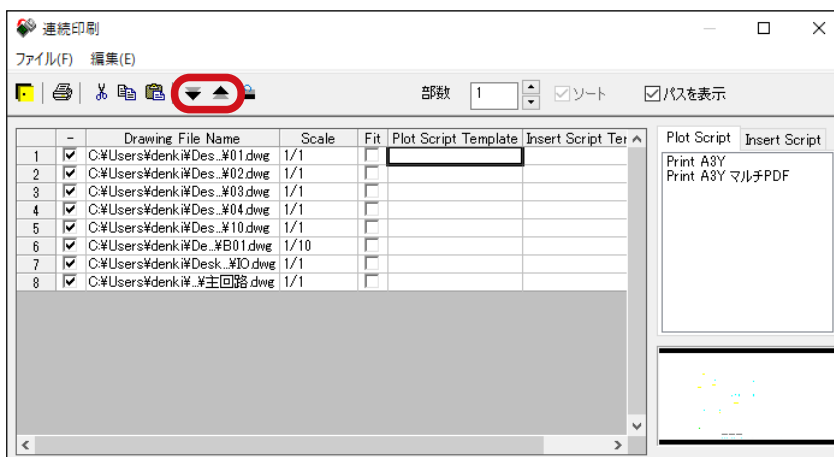 連続印刷
ファイル(F) 編集(E)
部数 1 ソート パスを表示
- Drawing File Name Scale Fit Plot Script Template Insert Script Ter
1 C:¥Users¥denki¥Des...¥01.dwg 1/1
2 C:¥Users¥denki¥Des...¥02.dwg 1/1
3 C:¥Users¥denki¥Des...¥03.dwg 1/1
4 C:¥Users¥denki¥Des...¥04.dwg 1/1
5 C:¥Users¥denki¥Des...¥10.dwg 1/1
6 C:¥Users¥denki¥De...¥B01.dwg 1/10
7 C:¥Users¥denki¥Desk...¥IO.dwg 1/1
8 C:¥Users¥denki¥...¥主回路.dwg 1/1
Plot Script Insert Script
Print A3Y
Print A3Y マルチPDF